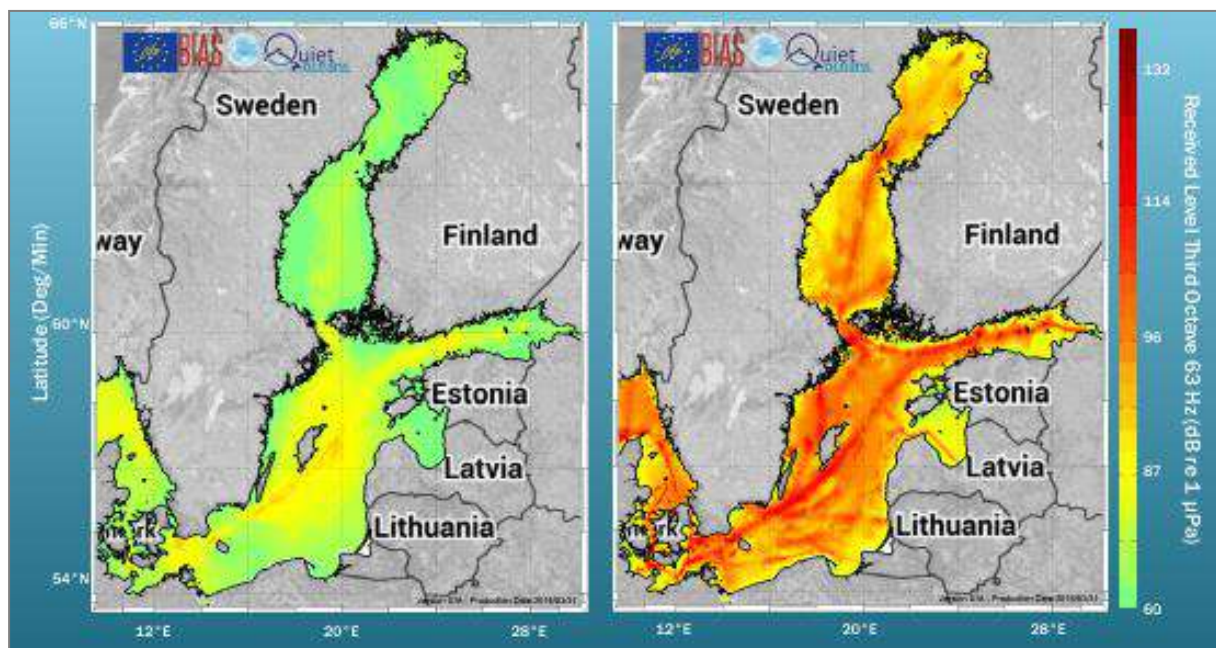 66°N
60°N
54°N
Latitude (Deg/Min)
BIAS
Quiet
Oceans
Sweden
way
Finland
Estonia
Latvia
Lithuania
rk
12°E
20°E
28°E
BIAS
Quiet
Oceans
Sweden
way
Finland
Estonia
Latvia
Lithuania
rk
12°E
20°E
28°E
132
114
96
87
60
Received Level Third Octave 63 Hz (dB re 1 µPa)